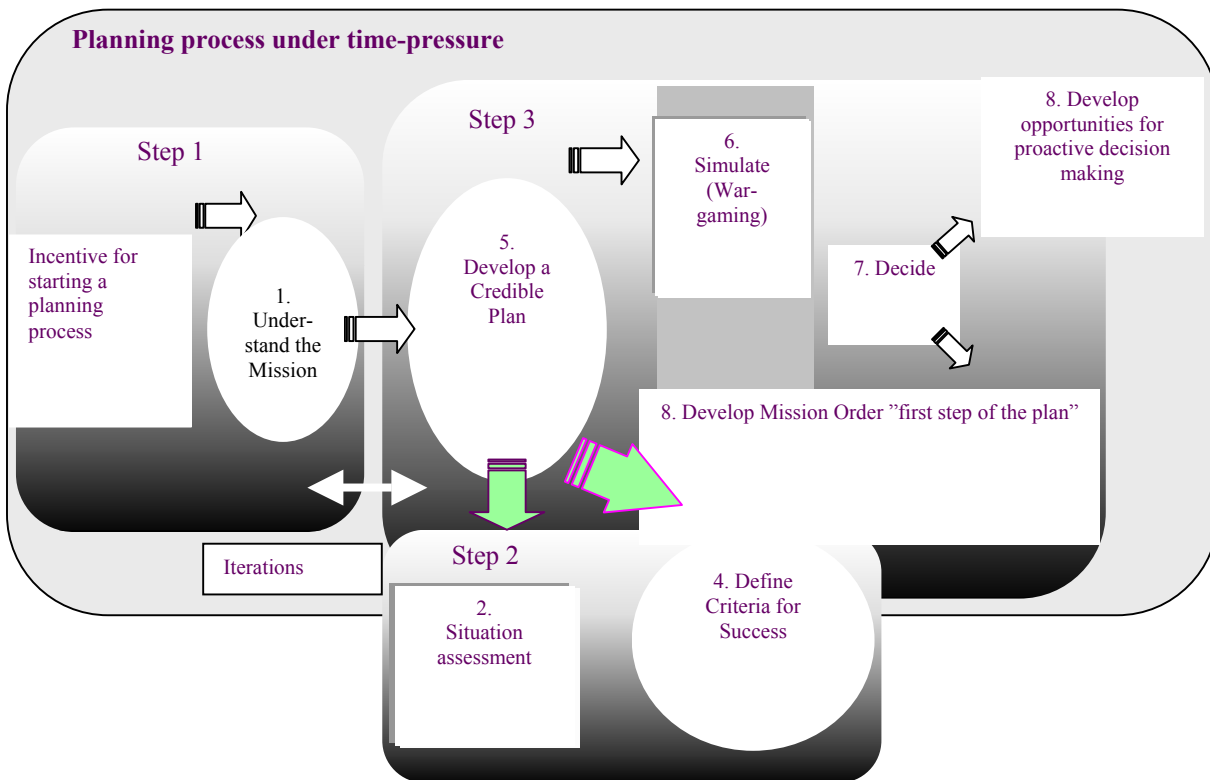 Planning process under time-pressure
Step 1
Incentive for
starting a
planning
process
1.
Under-
stand the
Mission
Step 3
5.
Develop a
Credible
Plan
6.
Simulate
(War-
gaming)
7. Decide
8. Develop
opportunities for
proactive decision
making
8. Develop Mission Order ”first step of the plan”
Iterations
Step 2
2.
Situation
assessment
4. Define
Criteria for
Success